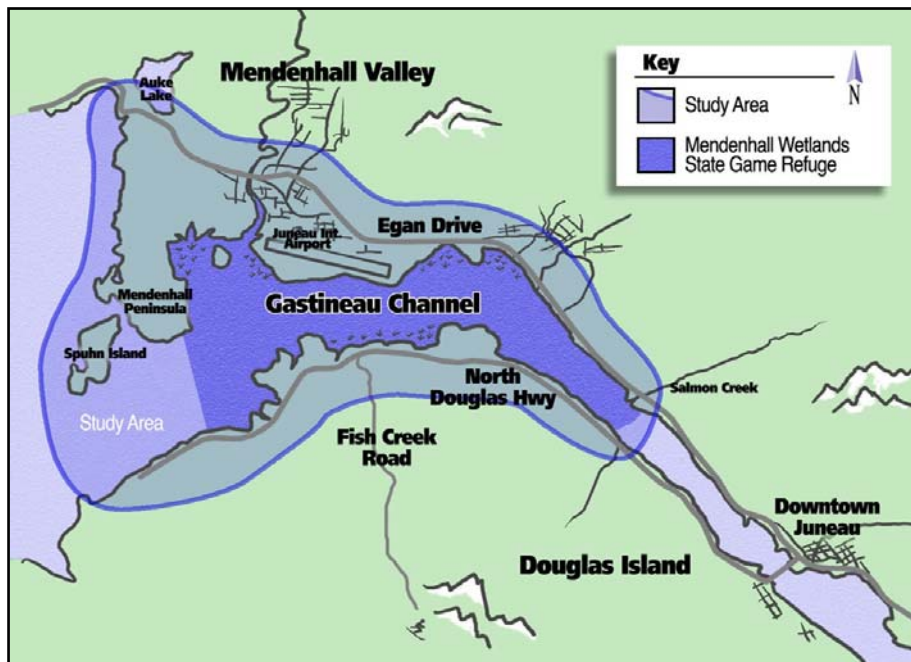 Auke
Lake
Mendenhall Valley
Key
N
Study Area
Mendenhall Wetlands
State Game Refuge
Egan Drive
Juneau Int.
Airport
Mendenhall
Peninsula
Gastineau Channel
Spuhn Island
North
Douglas Hwy
Salmon Creek
Study Area
Fish Creek
Road
Downtown
Juneau
Douglas Island